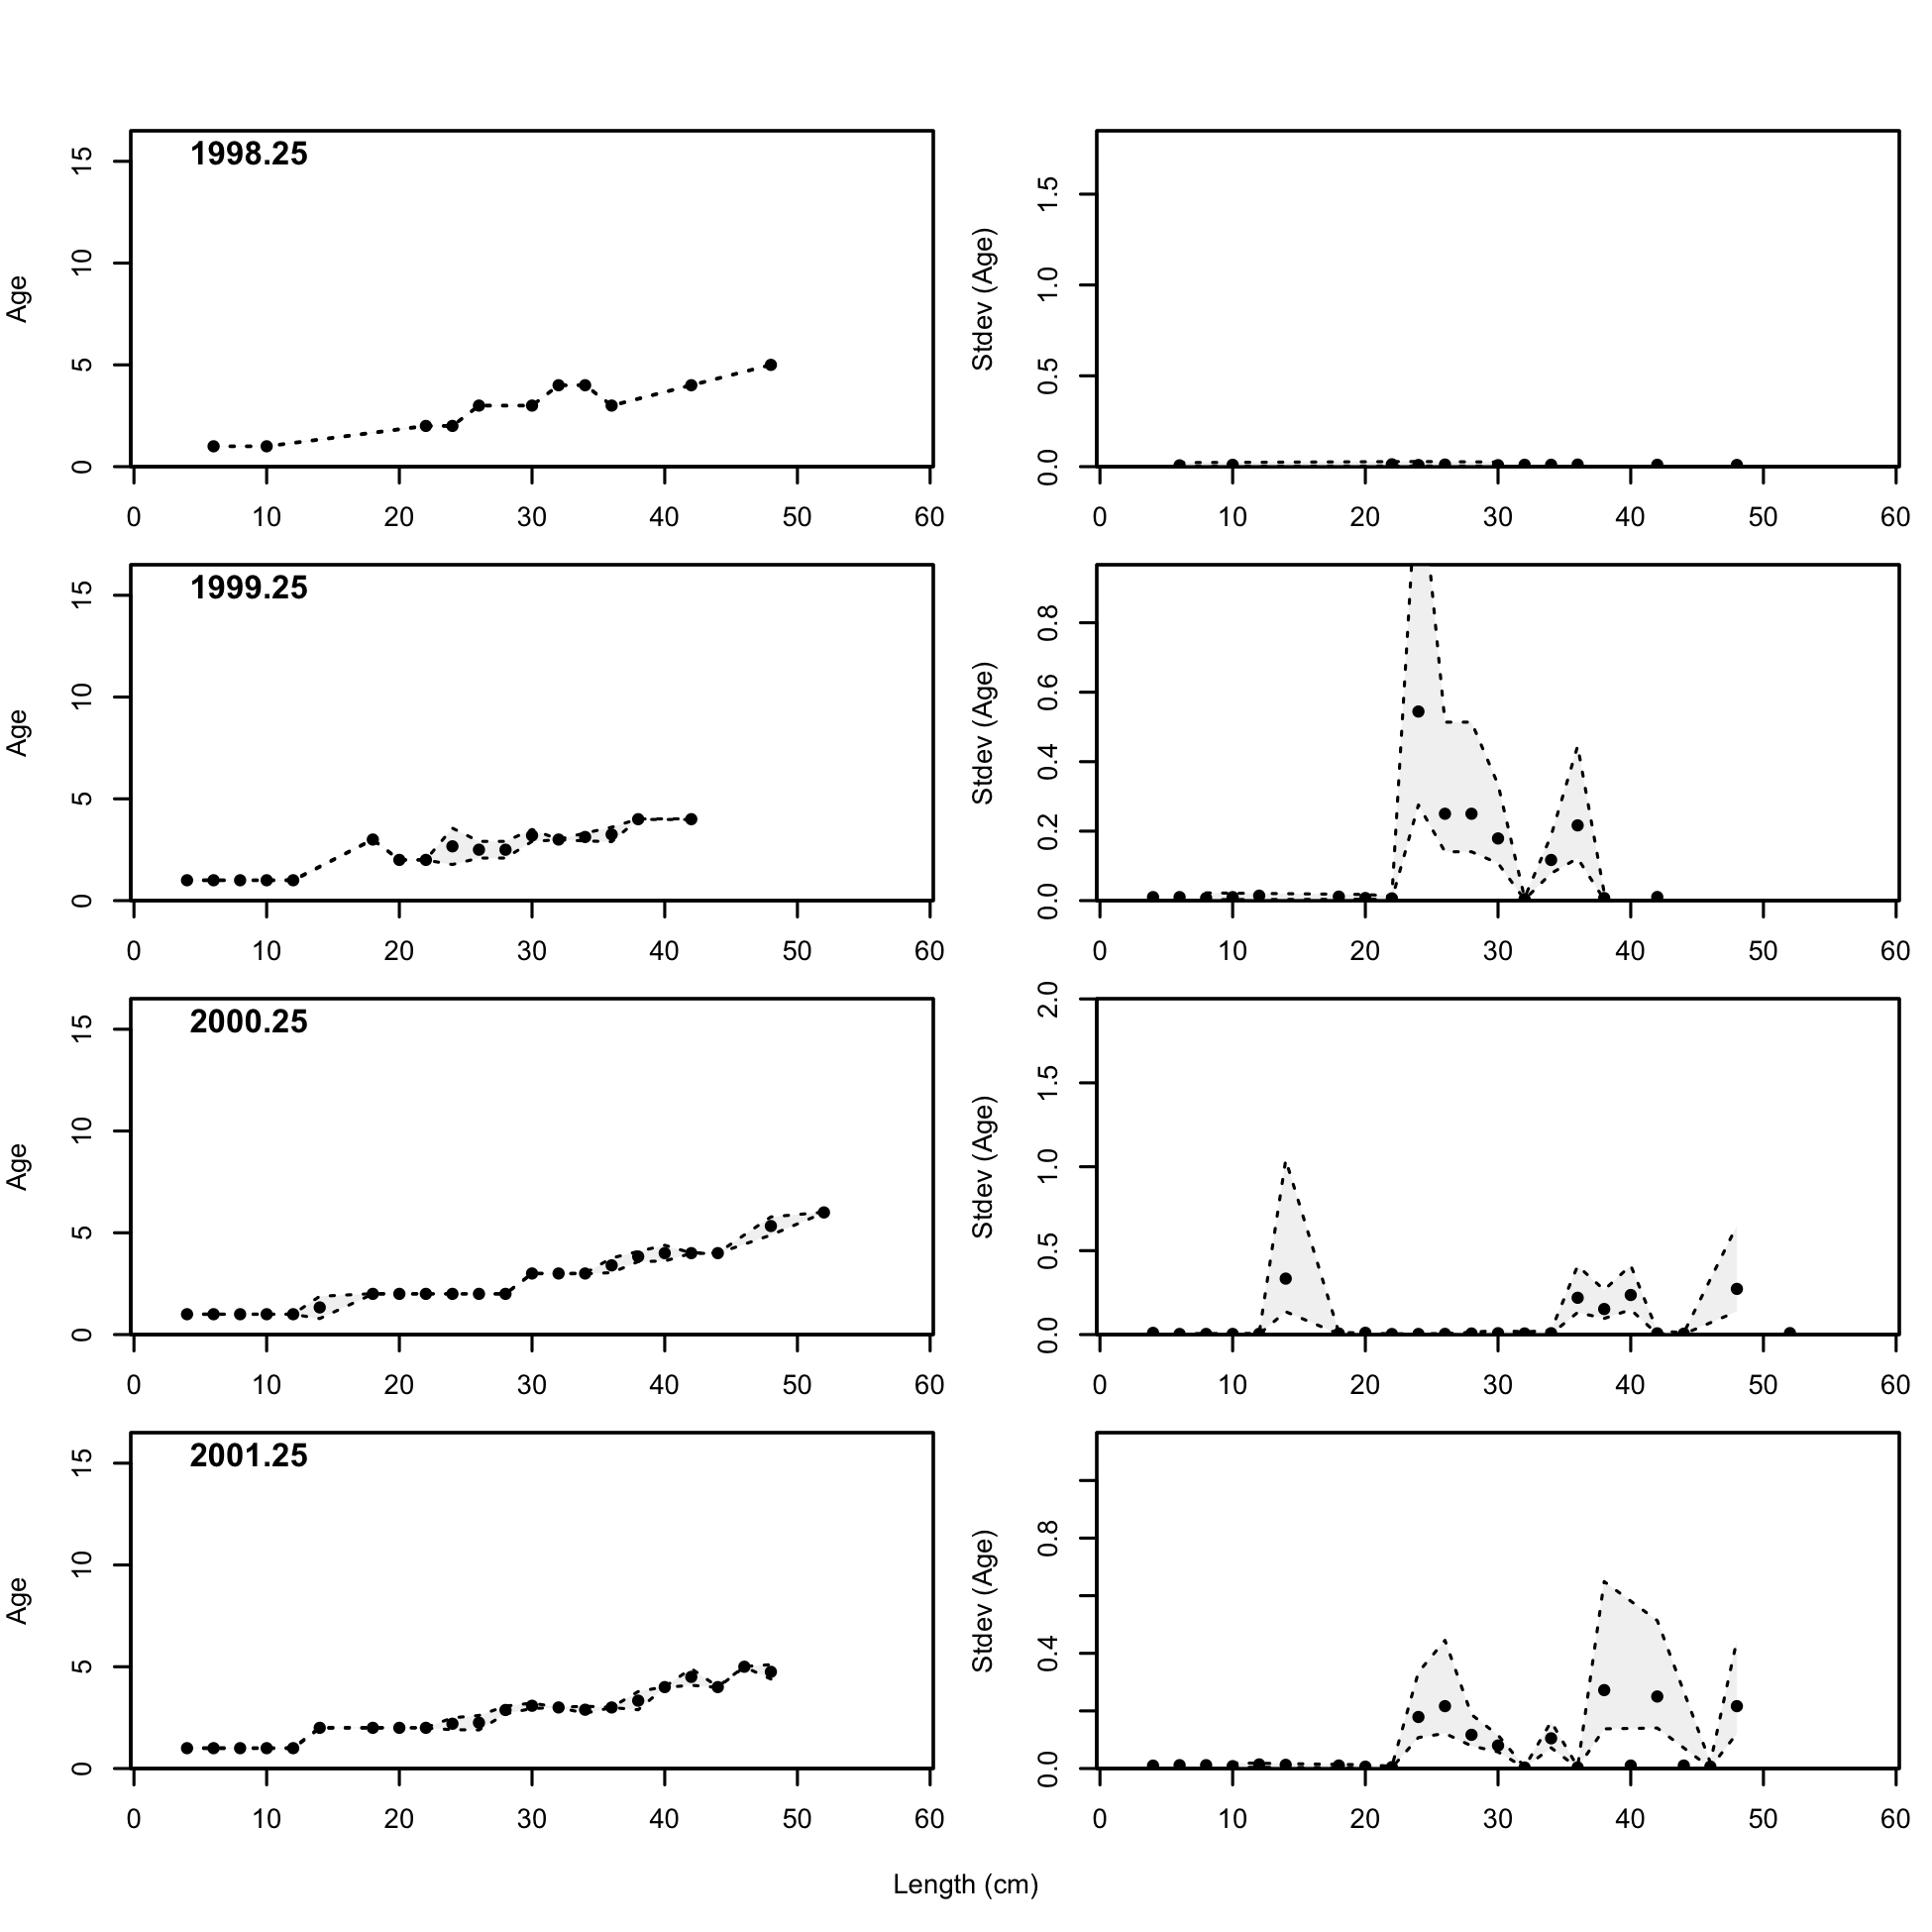 1998.25
Age
0 5 10 15
0 10 20 30 40 50 60
Stdev (Age)
0.0 0.5 1.0 1.5
0 10 20 30 40 50 60
1999.25
Age
0 5 10 15
0 10 20 30 40 50 60
Stdev (Age)
0.0 0.2 0.4 0.6 0.8
0 10 20 30 40 50 60
2000.25
Age
0 5 10 15
0 10 20 30 40 50 60
Stdev (Age)
0.0 0.5 1.0 1.5 2.0
0 10 20 30 40 50 60
2001.25
Age
0 5 10 15
0 10 20 30 40 50 60
Stdev (Age)
0.0 0.4 0.8
0 10 20 30 40 50 60
Length (cm)